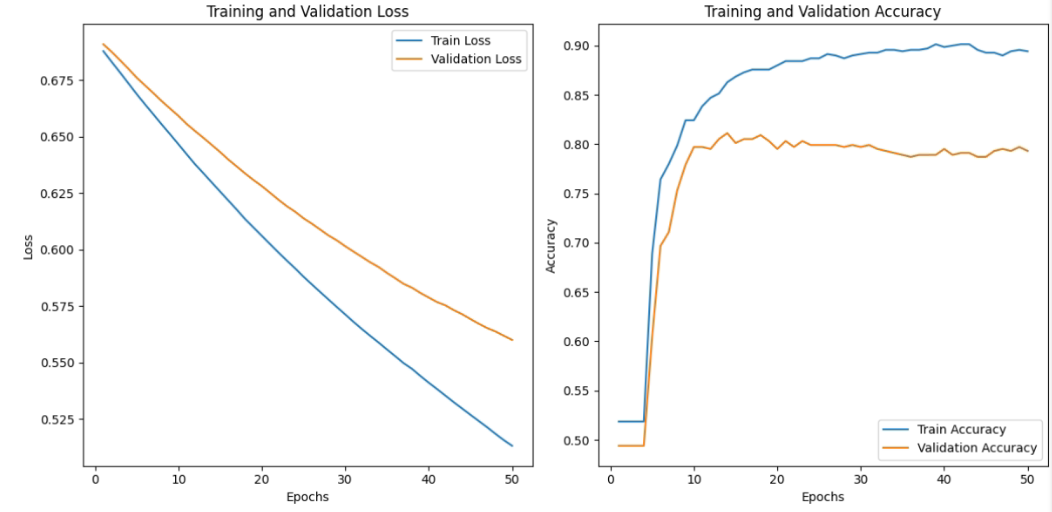 Training and Validation Loss
Train Loss
Validation Loss
0.675
0.650
0.625
0.600
0.575
0.550
0.525
Loss
0 10 20 30 40 50
Epochs
Training and Validation Accuracy
0.90
0.85
0.80
0.75
0.70
0.65
0.60
0.55
0.50
Accuracy
Train Accuracy
Validation Accuracy
0 10 20 30 40 50
Epochs